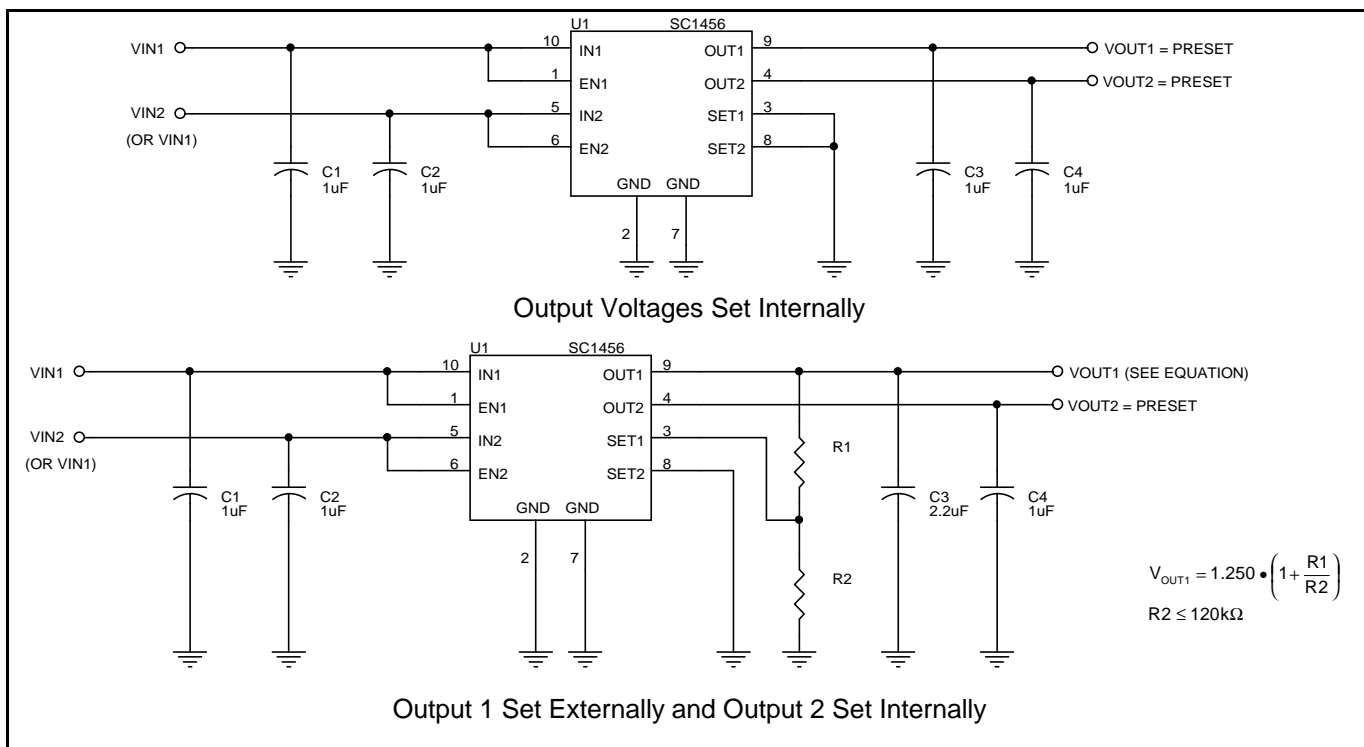 U1 SC1456
VIN1 10 IN1 OUT1 9 VOUT1 = PRESET
1 EN1 OUT2 4 VOUT2 = PRESET
VIN2 5 IN2 SET1 3
(OR VIN1) 6 EN2 SET2 8
C1 C2 C3 C4
1uF 1uF 1uF 1uF
GND GND
2 7
Output Voltages Set Internally
U1 SC1456
VIN1 10 IN1 OUT1 9 VOUT1 (SEE EQUATION)
1 EN1 OUT2 4 VOUT2 = PRESET
VIN2 5 IN2 SET1 3 R1
(OR VIN1) 6 EN2 SET2 8
C1 C2 C3 C4
1uF 1uF 2.2uF 1uF
GND GND
2 7 R2
V_OUT1 = 1.250 • (1 + R1/R2)
R2 ≤ 120kΩ
Output 1 Set Externally and Output 2 Set Internally